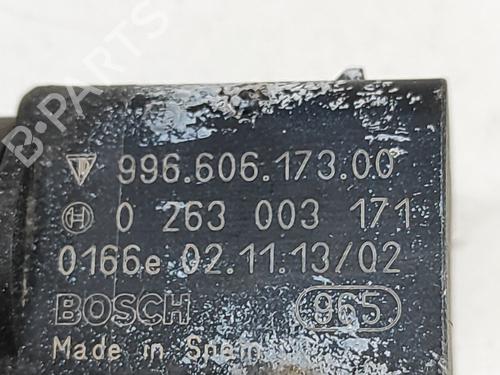 996.606.173.00
0 263 003 171
0166e 02.11.13/02
BOSCH 965
Made in Spain
B-PARTS